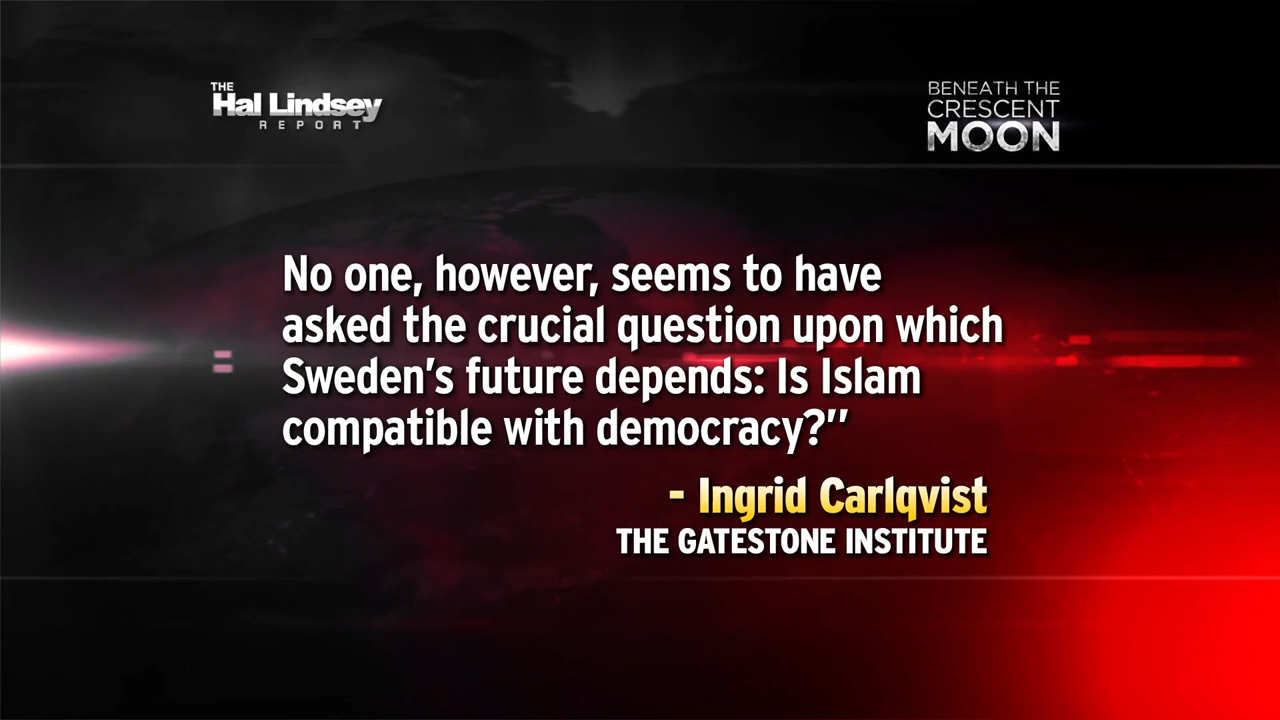 THE
Hal Lindsey
REPORT
BENEATH THE
CRESCENT
MOON
No one, however, seems to have
asked the crucial question upon which
Sweden's future depends: Is Islam
compatible with democracy?"
- Ingrid Carlqvist
THE GATESTONE INSTITUTE